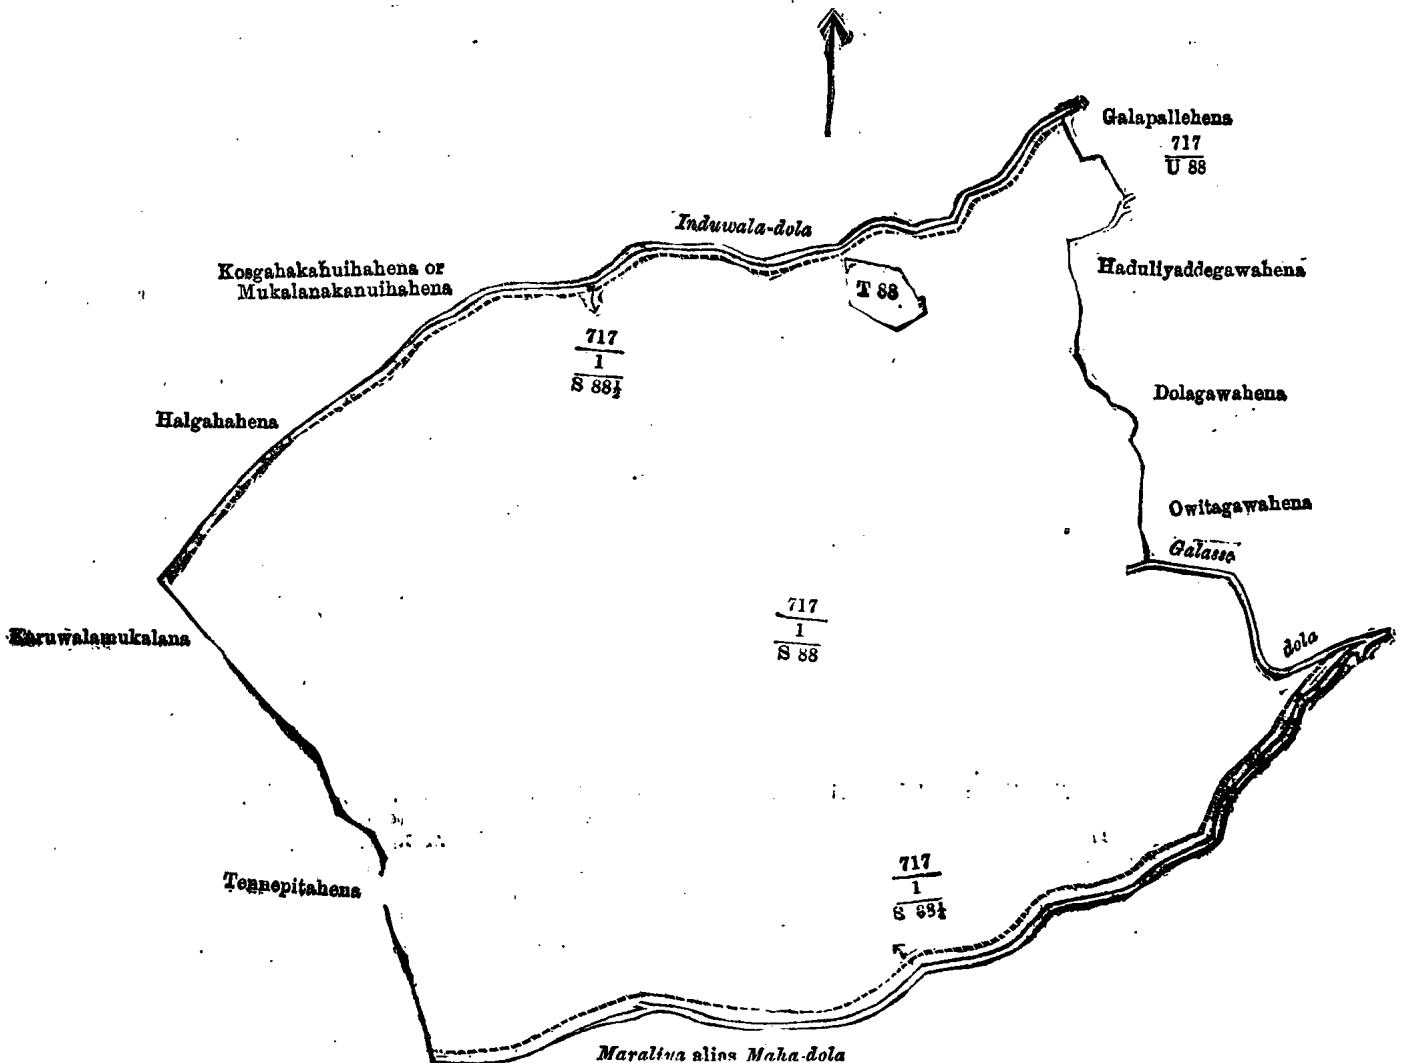 Galapallehena
717
U 88
Induwala-dola
Kosgahakanuihahena or
Mukalanakanuihahena
Haduliyaddegawahena
T 88
717
1
S 88½
Dolagawahena
Halgahahena
Owitagawahena
Galasse
dola
717
1
S 88
Karuwalamukalana
717
1
S 88½
Tennepitahena
Maraliya alias Maha-dola